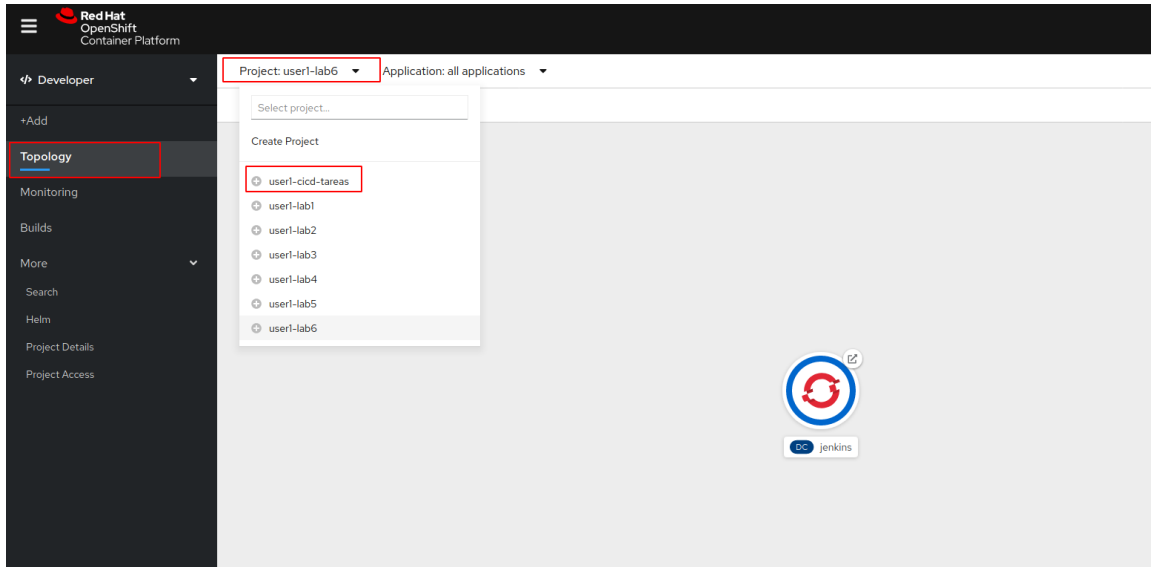 Red Hat
OpenShift
Container Platform
Developer
Project: user1-lab6 Application: all applications
Select project...
+Add
Create Project
Topology
user1-cicd-tareas
Monitoring
user1-lab1
Builds
user1-lab2
user1-lab3
More
user1-lab4
Search
user1-lab5
Helm
user1-lab6
Project Details
Project Access
DC jenkins